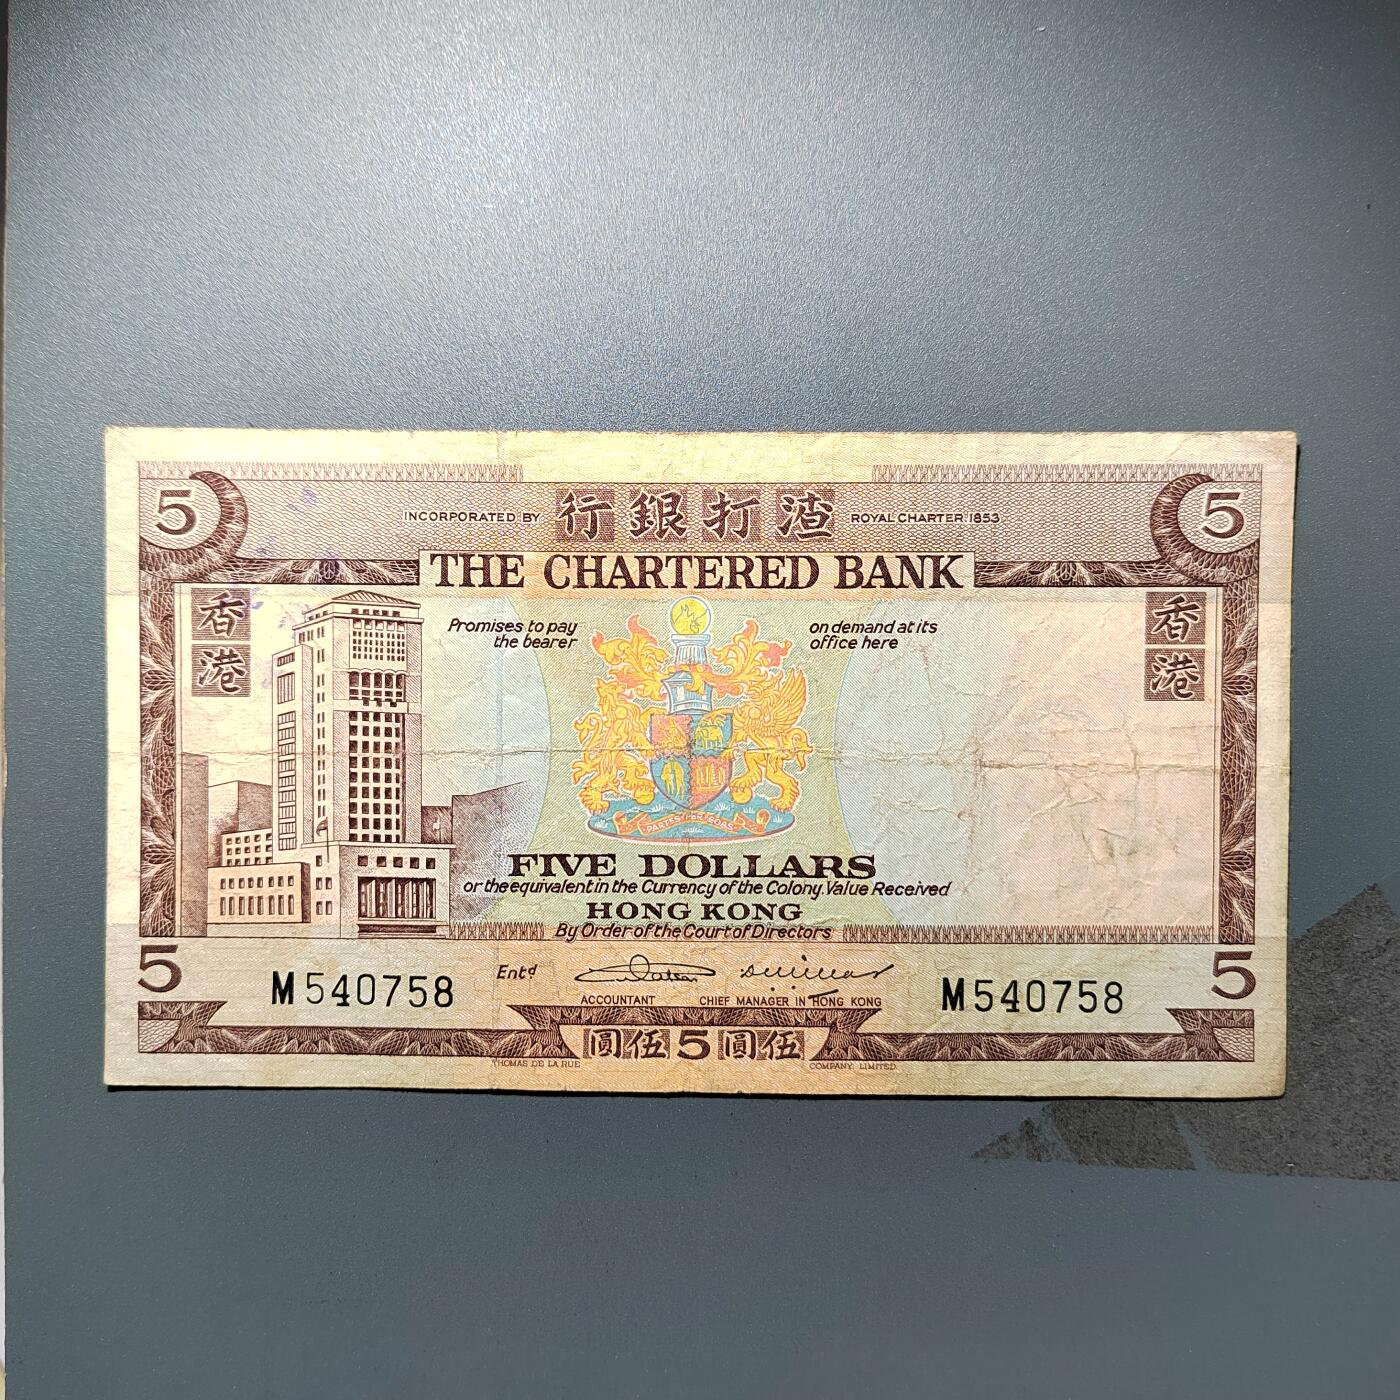 5 5
INCORPORATED BY 行銀打渣 ROYAL CHARTER 1853
THE CHARTERED BANK
香港
香港
Promises to pay
the bearer
on demand at its
office here
FIVE DOLLARS
or the equivalent in the Currency of the Colony. Value Received
HONG KONG
By Order of the Court of Directors
5 5
M540758 Entd M540758
ACCOUNTANT CHIEF MANAGER IN HONG KONG
圓伍 5 圓伍
THOMAS DE LA RUE COMPANY, LIMITED.